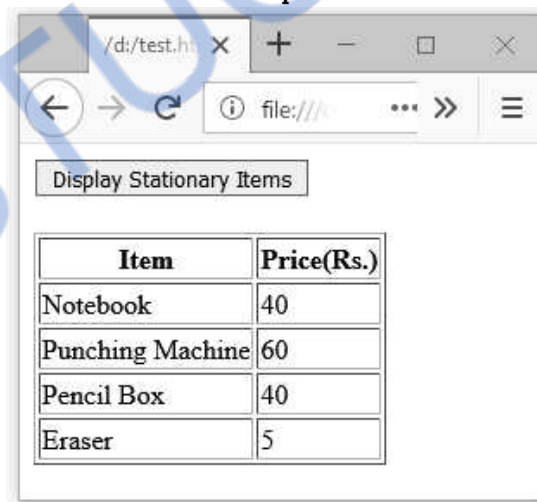 /d:/test.ht
file:///
Display Stationary Items
Item Price(Rs.)
Notebook 40
Punching Machine 60
Pencil Box 40
Eraser 5